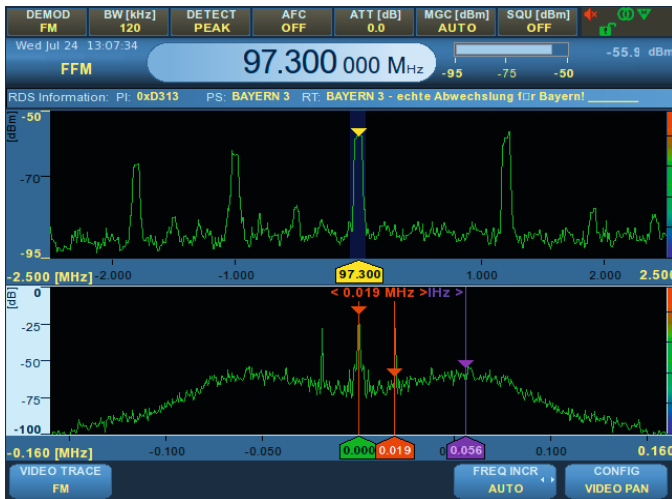 DEMOD BW [kHz] DETECT AFC ATT [dB] MGC [dBm] SQU [dBm]
FM 120 PEAK OFF 0.0 AUTO OFF
Wed Jul 24 13:07:34
FFM 97.300 000 MHz -55.9 dBm
-95 -75 -50
RDS Information: PI: 0xD313 PS: BAYERN 3 RT: BAYERN 3 - echte Abwechslung f□r Bayern! ________
[dBm]
-50
-70
-95
-2.500 [MHz] -2.000 -1.000 97.300 1.000 2.000 2.500
[dB]
0
< 0.019 MHz >IHz >
-25
-50
-75
-100
-0.160 [MHz] -0.100 -0.050 0.000 0.019 0.056 0.100 0.160
VIDEO TRACE FREQ INCR CONFIG
FM AUTO VIDEO PAN